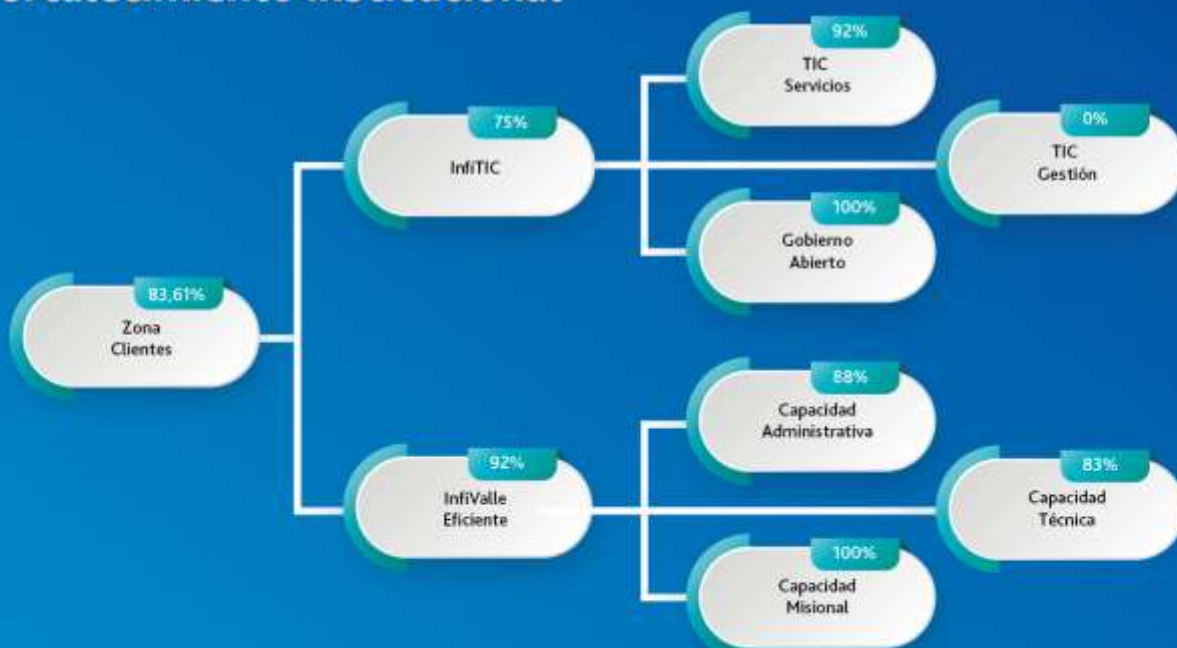 92%
TIC
Servicios
75%
InfiTIC
0%
TIC
Gestión
100%
Gobierno
Abierto
83,61%
Zona
Clientes
88%
Capacidad
Administrativa
92%
InfiValle
Eficiente
83%
Capacidad
Técnica
100%
Capacidad
Misional